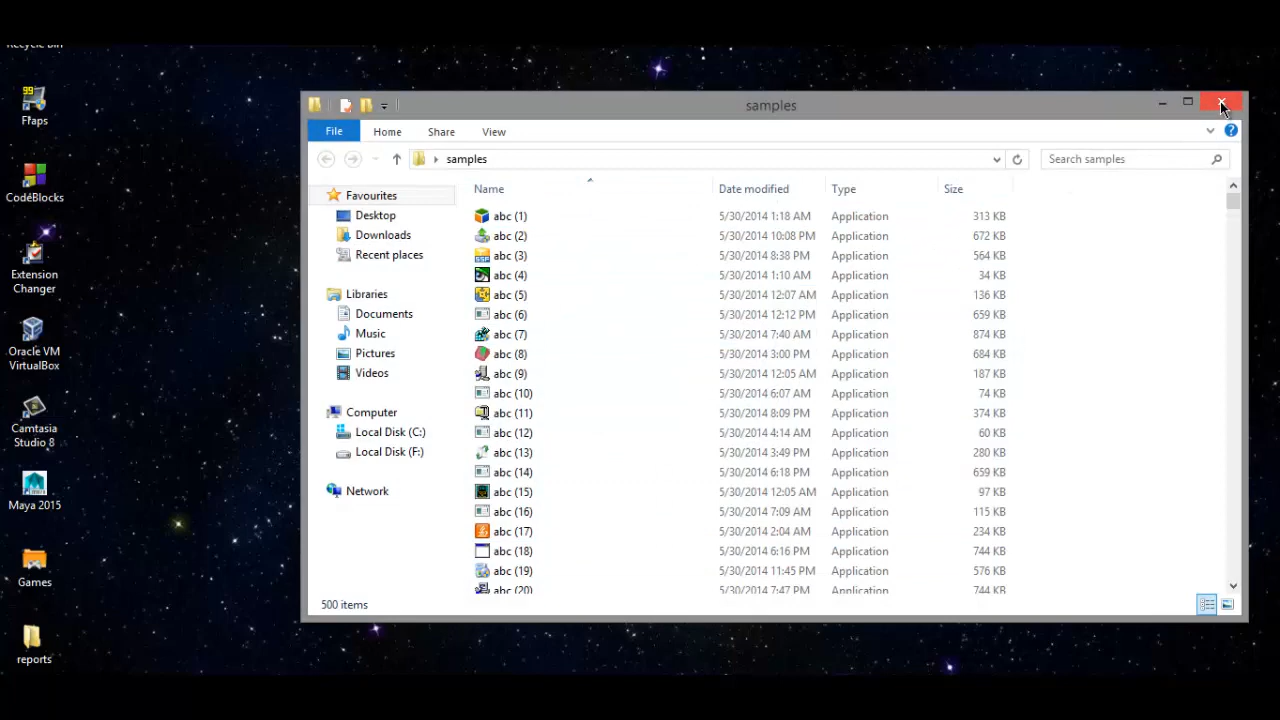 Recycle Bin
99
Fraps
CodeBlocks
Extension
Changer
Oracle VM
VirtualBox
Camtasia
Studio 8
Maya 2015
Games
reports
samples
File Home Share View
samples
Search samples
Favourites
Desktop
Downloads
Recent places
Libraries
Documents
Music
Pictures
Videos
Computer
Local Disk (C:)
Local Disk (F:)
Network
Name Date modified Type Size
abc (1) 5/30/2014 1:18 AM Application 313 KB
abc (2) 5/30/2014 10:08 PM Application 672 KB
abc (3) 5/30/2014 8:38 PM Application 564 KB
abc (4) 5/30/2014 1:10 AM Application 34 KB
abc (5) 5/30/2014 12:07 AM Application 136 KB
abc (6) 5/30/2014 12:12 PM Application 659 KB
abc (7) 5/30/2014 7:40 AM Application 874 KB
abc (8) 5/30/2014 3:00 PM Application 684 KB
abc (9) 5/30/2014 12:05 AM Application 187 KB
abc (10) 5/30/2014 6:07 AM Application 74 KB
abc (11) 5/30/2014 8:09 PM Application 374 KB
abc (12) 5/30/2014 4:14 AM Application 60 KB
abc (13) 5/30/2014 3:49 PM Application 280 KB
abc (14) 5/30/2014 6:18 PM Application 659 KB
abc (15) 5/30/2014 12:05 AM Application 97 KB
abc (16) 5/30/2014 7:09 AM Application 115 KB
abc (17) 5/30/2014 2:04 AM Application 234 KB
abc (18) 5/30/2014 6:16 PM Application 744 KB
abc (19) 5/30/2014 11:45 PM Application 576 KB
abc (20) 5/30/2014 7:47 PM Application 744 KB
500 items